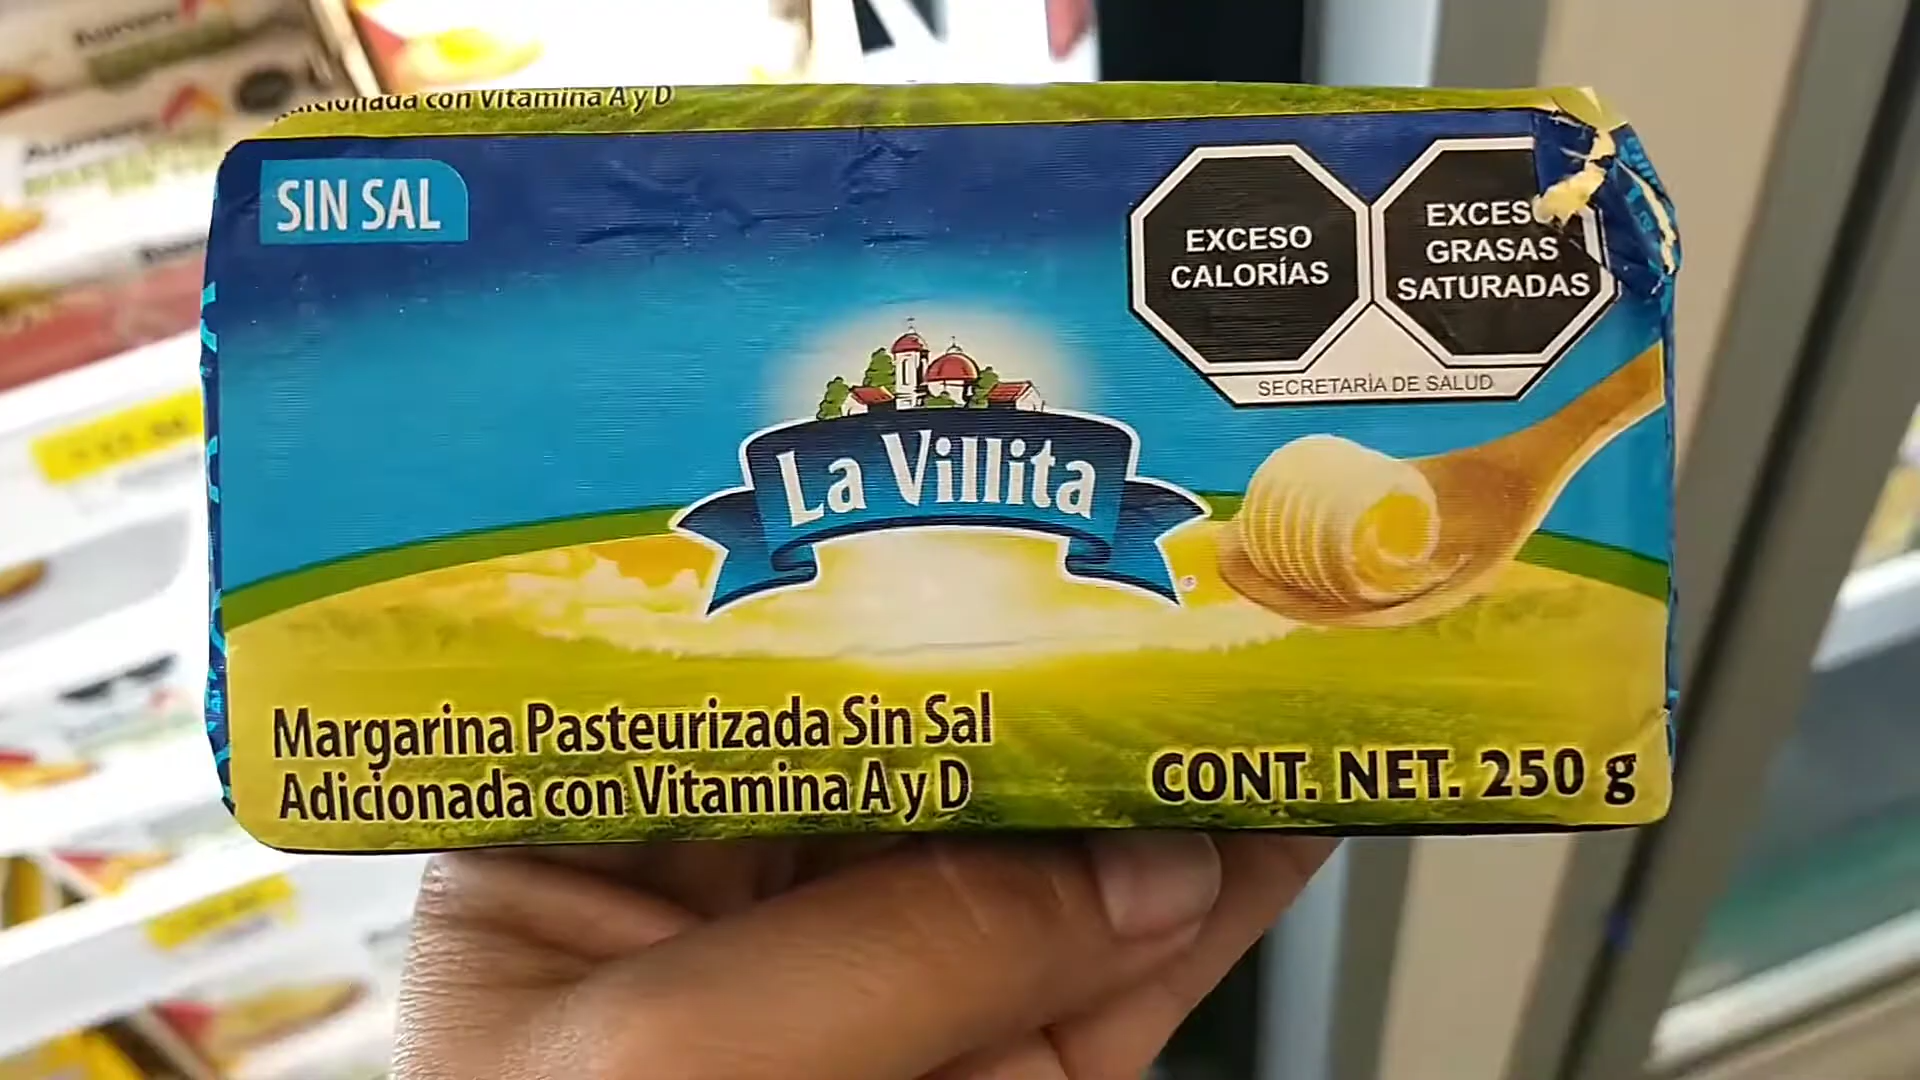 con Vitamina A y D
SIN SAL
EXCESO
CALORÍAS
EXCESO
GRASAS
SATURADAS
SECRETARÍA DE SALUD
La Villita
Margarina Pasteurizada Sin Sal
Adicionada con Vitamina A y D
CONT. NET. 250 g